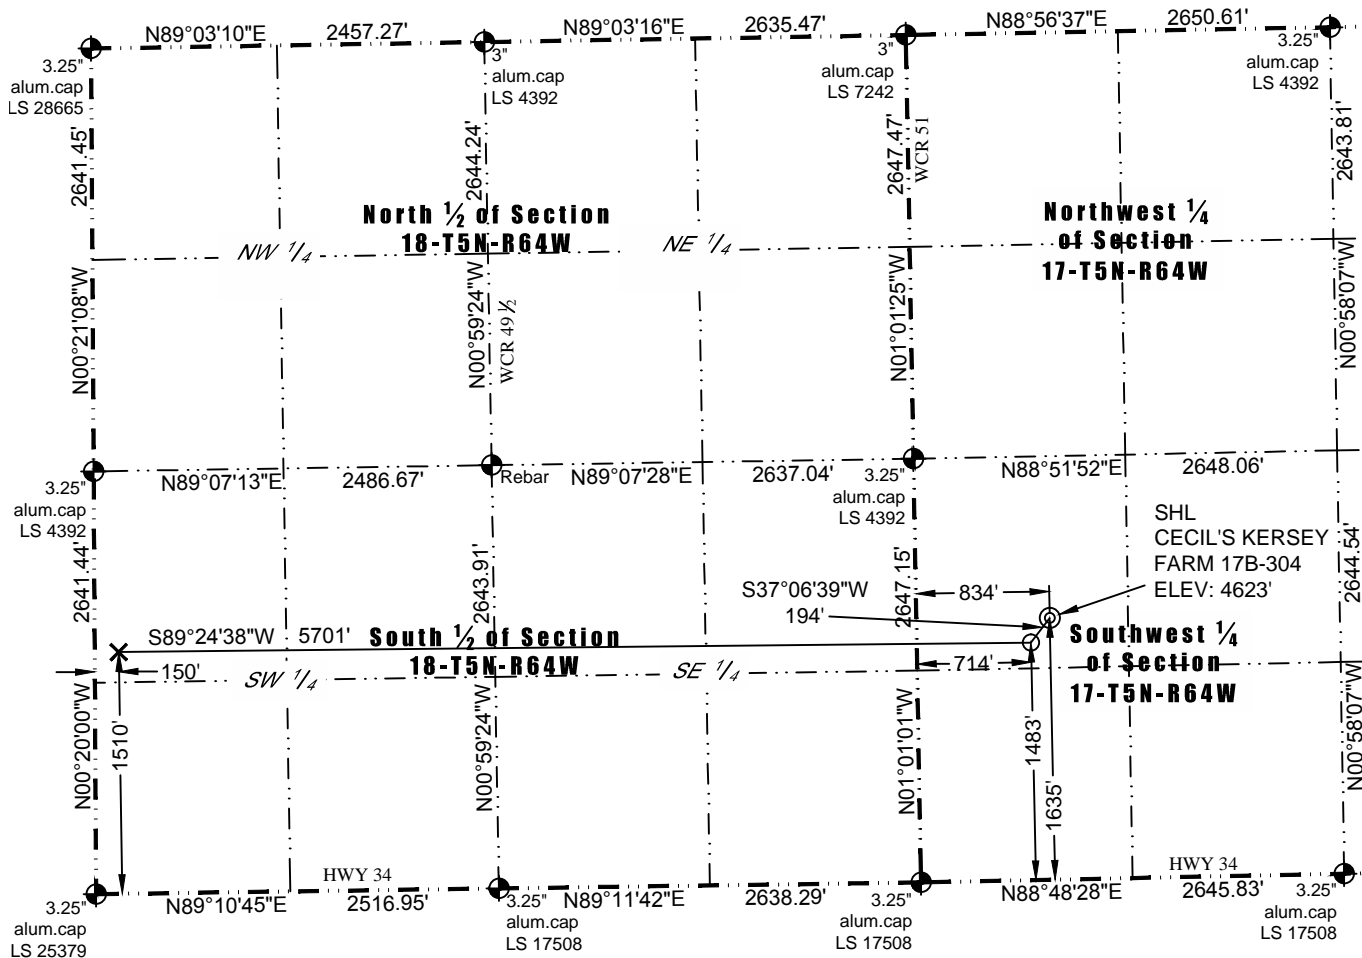 N89°03'10"E 2457.27' N89°03'16"E 2635.47' N88°56'37"E 2650.61'
3.25"
alum.cap
LS 28665
3"
alum.cap
LS 4392
3"
alum.cap
LS 7242
3.25"
alum.cap
LS 4392
2641.45'
2644.24'
2647.47'
WCR 51
2643.81'
North ½ of Section
18-T5N-R64W
NW ¼
NE ¼
Northwest ¼
of Section
17-T5N-R64W
N00°21'08"W
N00°59'24"W
WCR 49 ½
N01°01'25"W
N00°58'07"W
N89°07'13"E 2486.67' Rebar N89°07'28"E 2637.04' N88°51'52"E 2648.06'
3.25"
alum.cap
LS 4392
3.25"
alum.cap
LS 4392
SHL
CECIL'S KERSEY
FARM 17B-304
ELEV: 4623'
2641.44'
2643.91'
2647.15'
2644.54'
S37°06'39"W
194'
834'
S89°24'38"W 5701'
South ½ of Section
18-T5N-R64W
150'
SW ¼
SE ¼
714'
Southwest ¼
of Section
17-T5N-R64W
N00°20'00"W
1510'
N00°59'24"W
N01°01'01"W
1483'
1635'
N00°58'07"W
HWY 34
HWY 34
N89°10'45"E 2516.95' N89°11'42"E 2638.29' N88°48'28"E 2645.83'
3.25"
alum.cap
LS 25379
3.25"
alum.cap
LS 17508
3.25"
alum.cap
LS 17508
3.25"
alum.cap
LS 17508